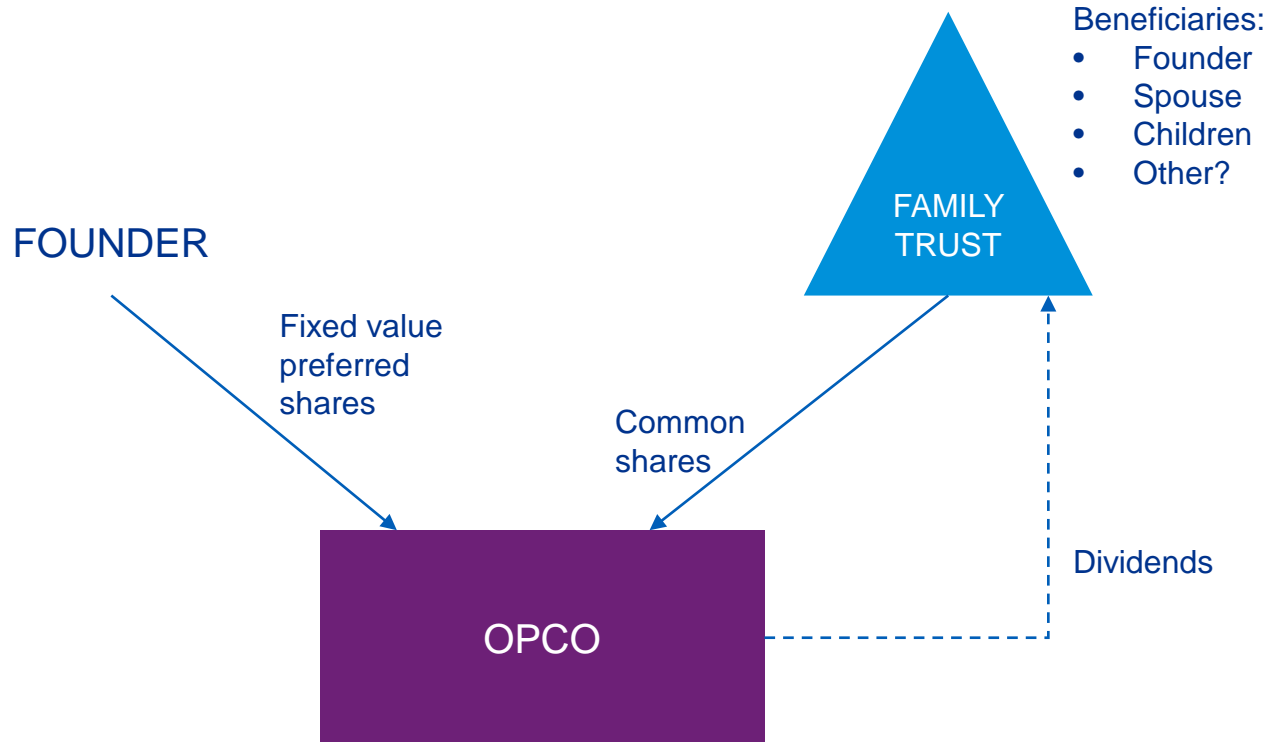 Beneficiaries:
• Founder
• Spouse
• Children
• Other?
FAMILY
TRUST
FOUNDER
Fixed value
preferred
shares
Common
shares
Dividends
OPCO